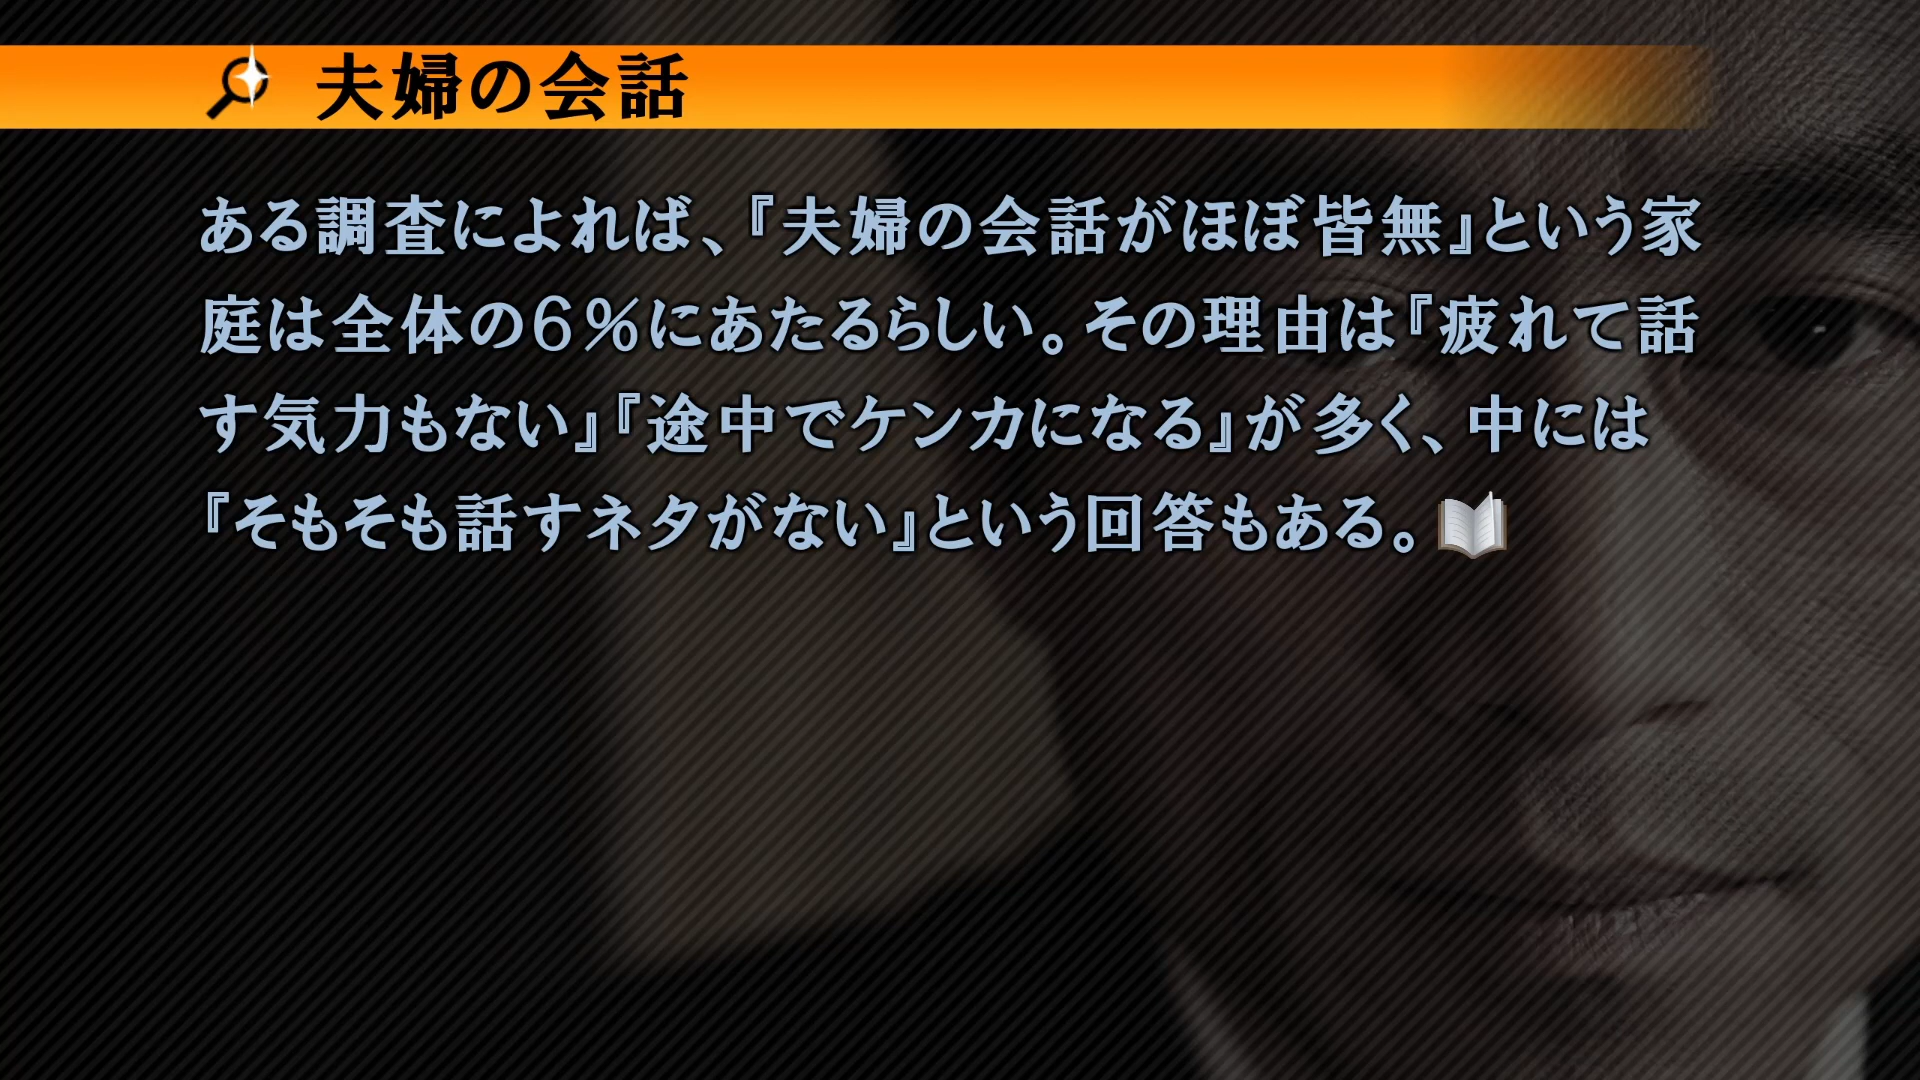 夫婦の会話
ある調査によれば、『夫婦の会話がほぼ皆無』という家
庭は全体の６％にあたるらしい。その理由は『疲れて話
す気力もない』『途中でケンカになる』が多く、中には
『そもそも話すネタがない』という回答もある。